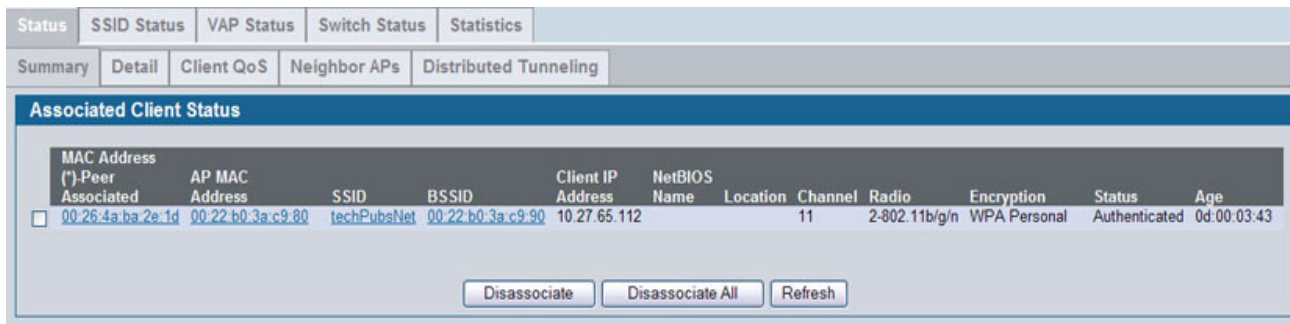 Status SSID Status VAP Status Switch Status Statistics
Summary Detail Client QoS Neighbor APs Distributed Tunneling
Associated Client Status
MAC Address
(*)-Peer AP MAC Client IP NetBIOS
Associated Address SSID BSSID Address Name Location Channel Radio Encryption Status Age
00:26:4a:ba:2e:1d 00:22:b0:3a:c9:80 techPubsNet 00:22:b0:3a:c9:90 10.27.65.112 11 2-802.11b/g/n WPA Personal Authenticated 0d:00:03:43
Disassociate Disassociate All Refresh